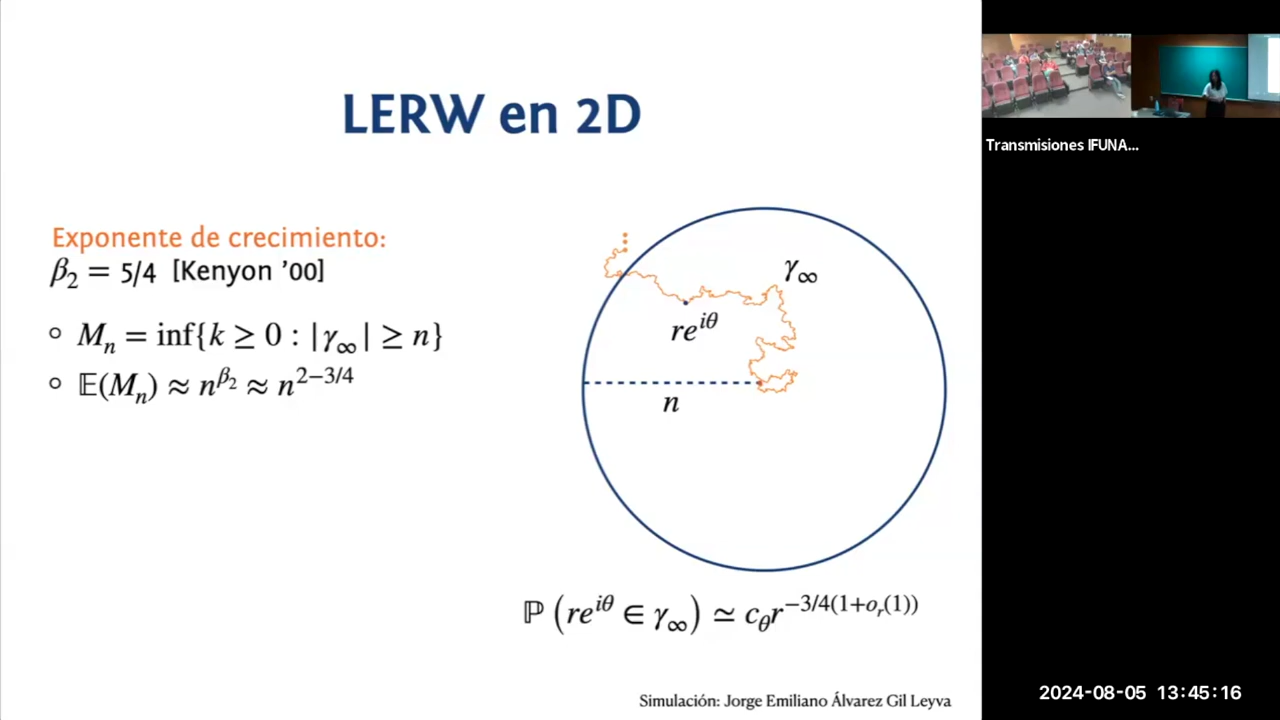 LERW en 2D
Exponente de crecimiento:
β₂ = 5/4 [Kenyon ’00]
○ Mₙ = inf{k ≥ 0 : |γ∞| ≥ n}
○ 𝔼(Mₙ) ≈ n^{β₂} ≈ n^{2−3/4}
γ∞
re^{iθ}
n
ℙ (re^{iθ} ∈ γ∞) ≃ c_θ r^{−3/4(1+o_r(1))}
Simulación: Jorge Emiliano Álvarez Gil Leyva
Transmisiones IFUNA...
2024-08-05 13:45:16